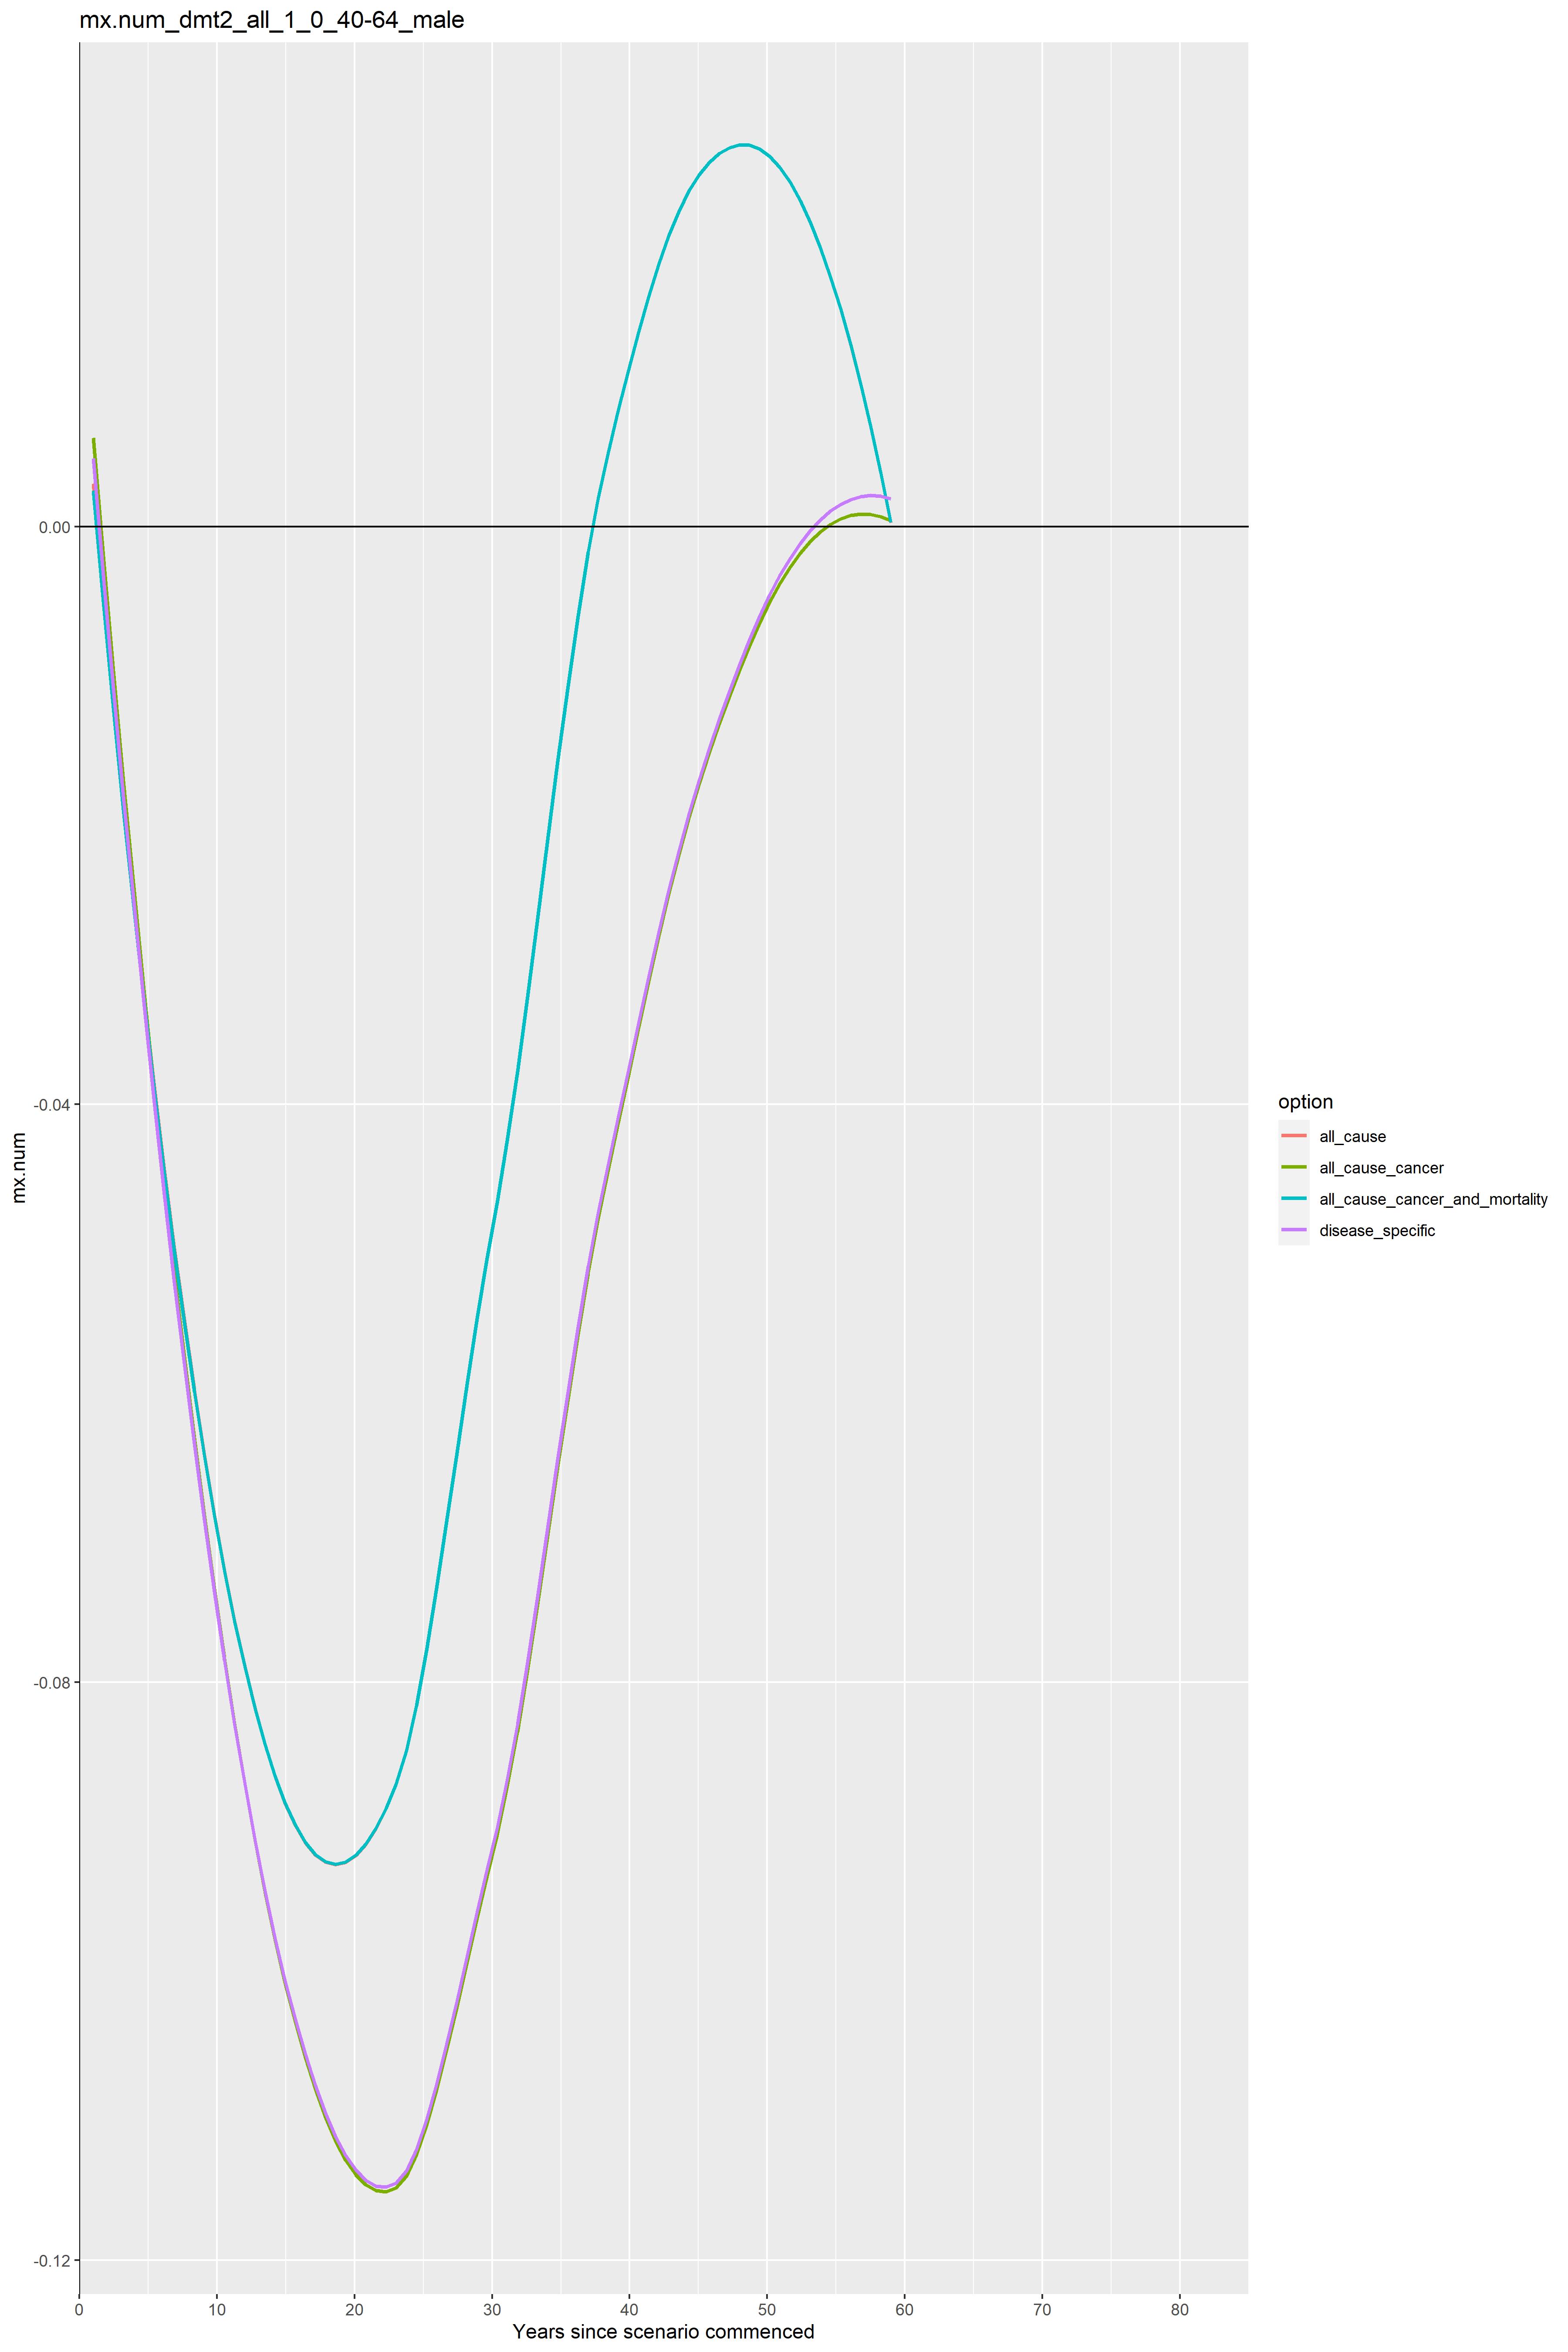 mx.num_dmt2_all_1_0_40-64_male
0.00
-0.04
-0.08
-0.12
mx.num
0 10 20 30 40 50 60 70 80
Years since scenario commenced
option
all_cause
all_cause_cancer
all_cause_cancer_and_mortality
disease_specific